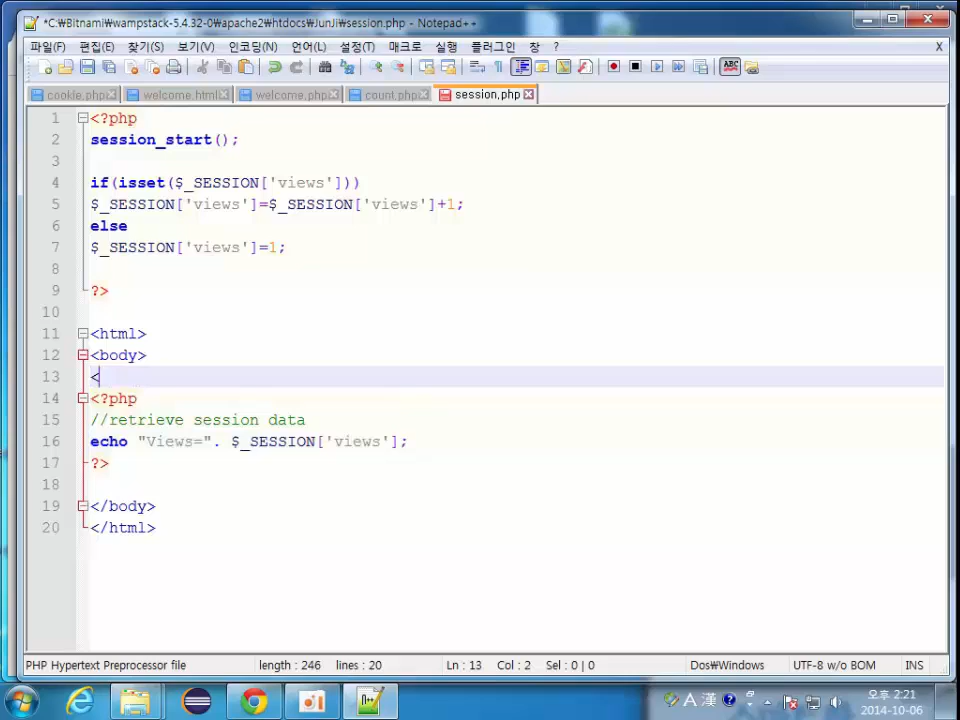 *C:₩Bitnami₩wampstack-5.4.32-0₩apache2₩htdocs₩JunJi₩session.php - Notepad++
파일(F) 편집(E) 찾기(S) 보기(V) 인코딩(N) 언어(L) 설정(T) 매크로 실행 플러그인 창 ? X
cookie.php welcome.html welcome.php count.php session.php
1 <?php
2 session_start();
3
4 if(isset($_SESSION['views']))
5 $_SESSION['views']=$_SESSION['views']+1;
6 else
7 $_SESSION['views']=1;
8
9 ?>
10
11 <html>
12 <body>
13 <
14 <?php
15 //retrieve session data
16 echo "Views=". $_SESSION['views'];
17 ?>
18
19 </body>
20 </html>
PHP Hypertext Preprocessor file length : 246 lines : 20 Ln : 13 Col : 2 Sel : 0 | 0 Dos₩Windows UTF-8 w/o BOM INS
A 漢 오후 2:21
2014-10-06